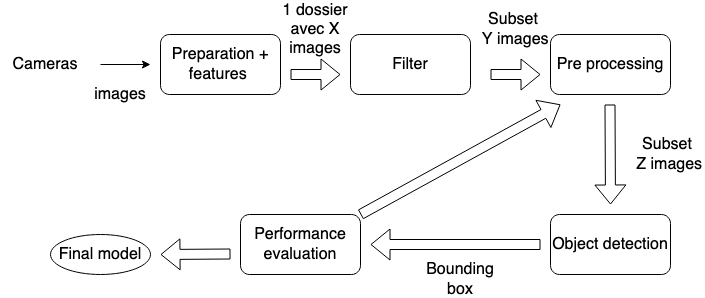 Cameras
images
Preparation +
features
1 dossier
avec X
images
Filter
Subset
Y images
Pre processing
Subset
Z images
Object detection
Bounding
box
Performance
evaluation
Final model